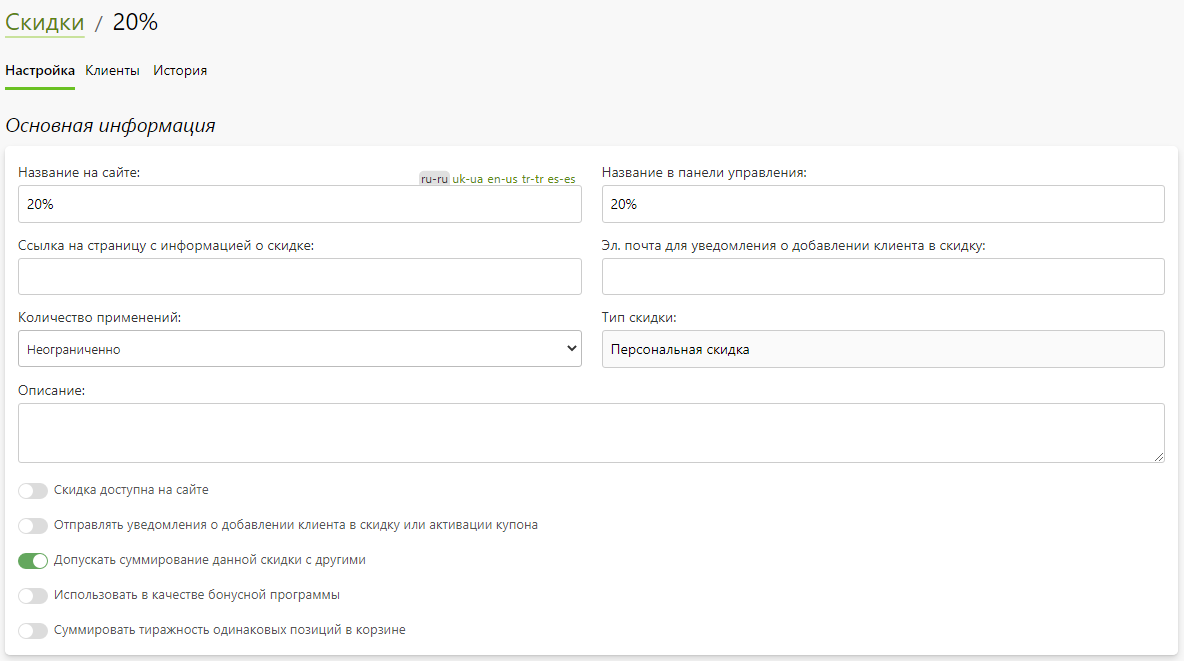 Скидки / 20%
Настройка Клиенты История
Основная информация
Название на сайте: ru-ru uk-ua en-us tr-tr es-es
20%
Название в панели управления:
20%
Ссылка на страницу с информацией о скидке:
Эл. почта для уведомления о добавлении клиента в скидку:
Количество применений:
Неограниченно
Тип скидки:
Персональная скидка
Описание:
Скидка доступна на сайте
Отправлять уведомления о добавлении клиента в скидку или активации купона
Допускать суммирование данной скидки с другими
Использовать в качестве бонусной программы
Суммировать тиражность одинаковых позиций в корзине